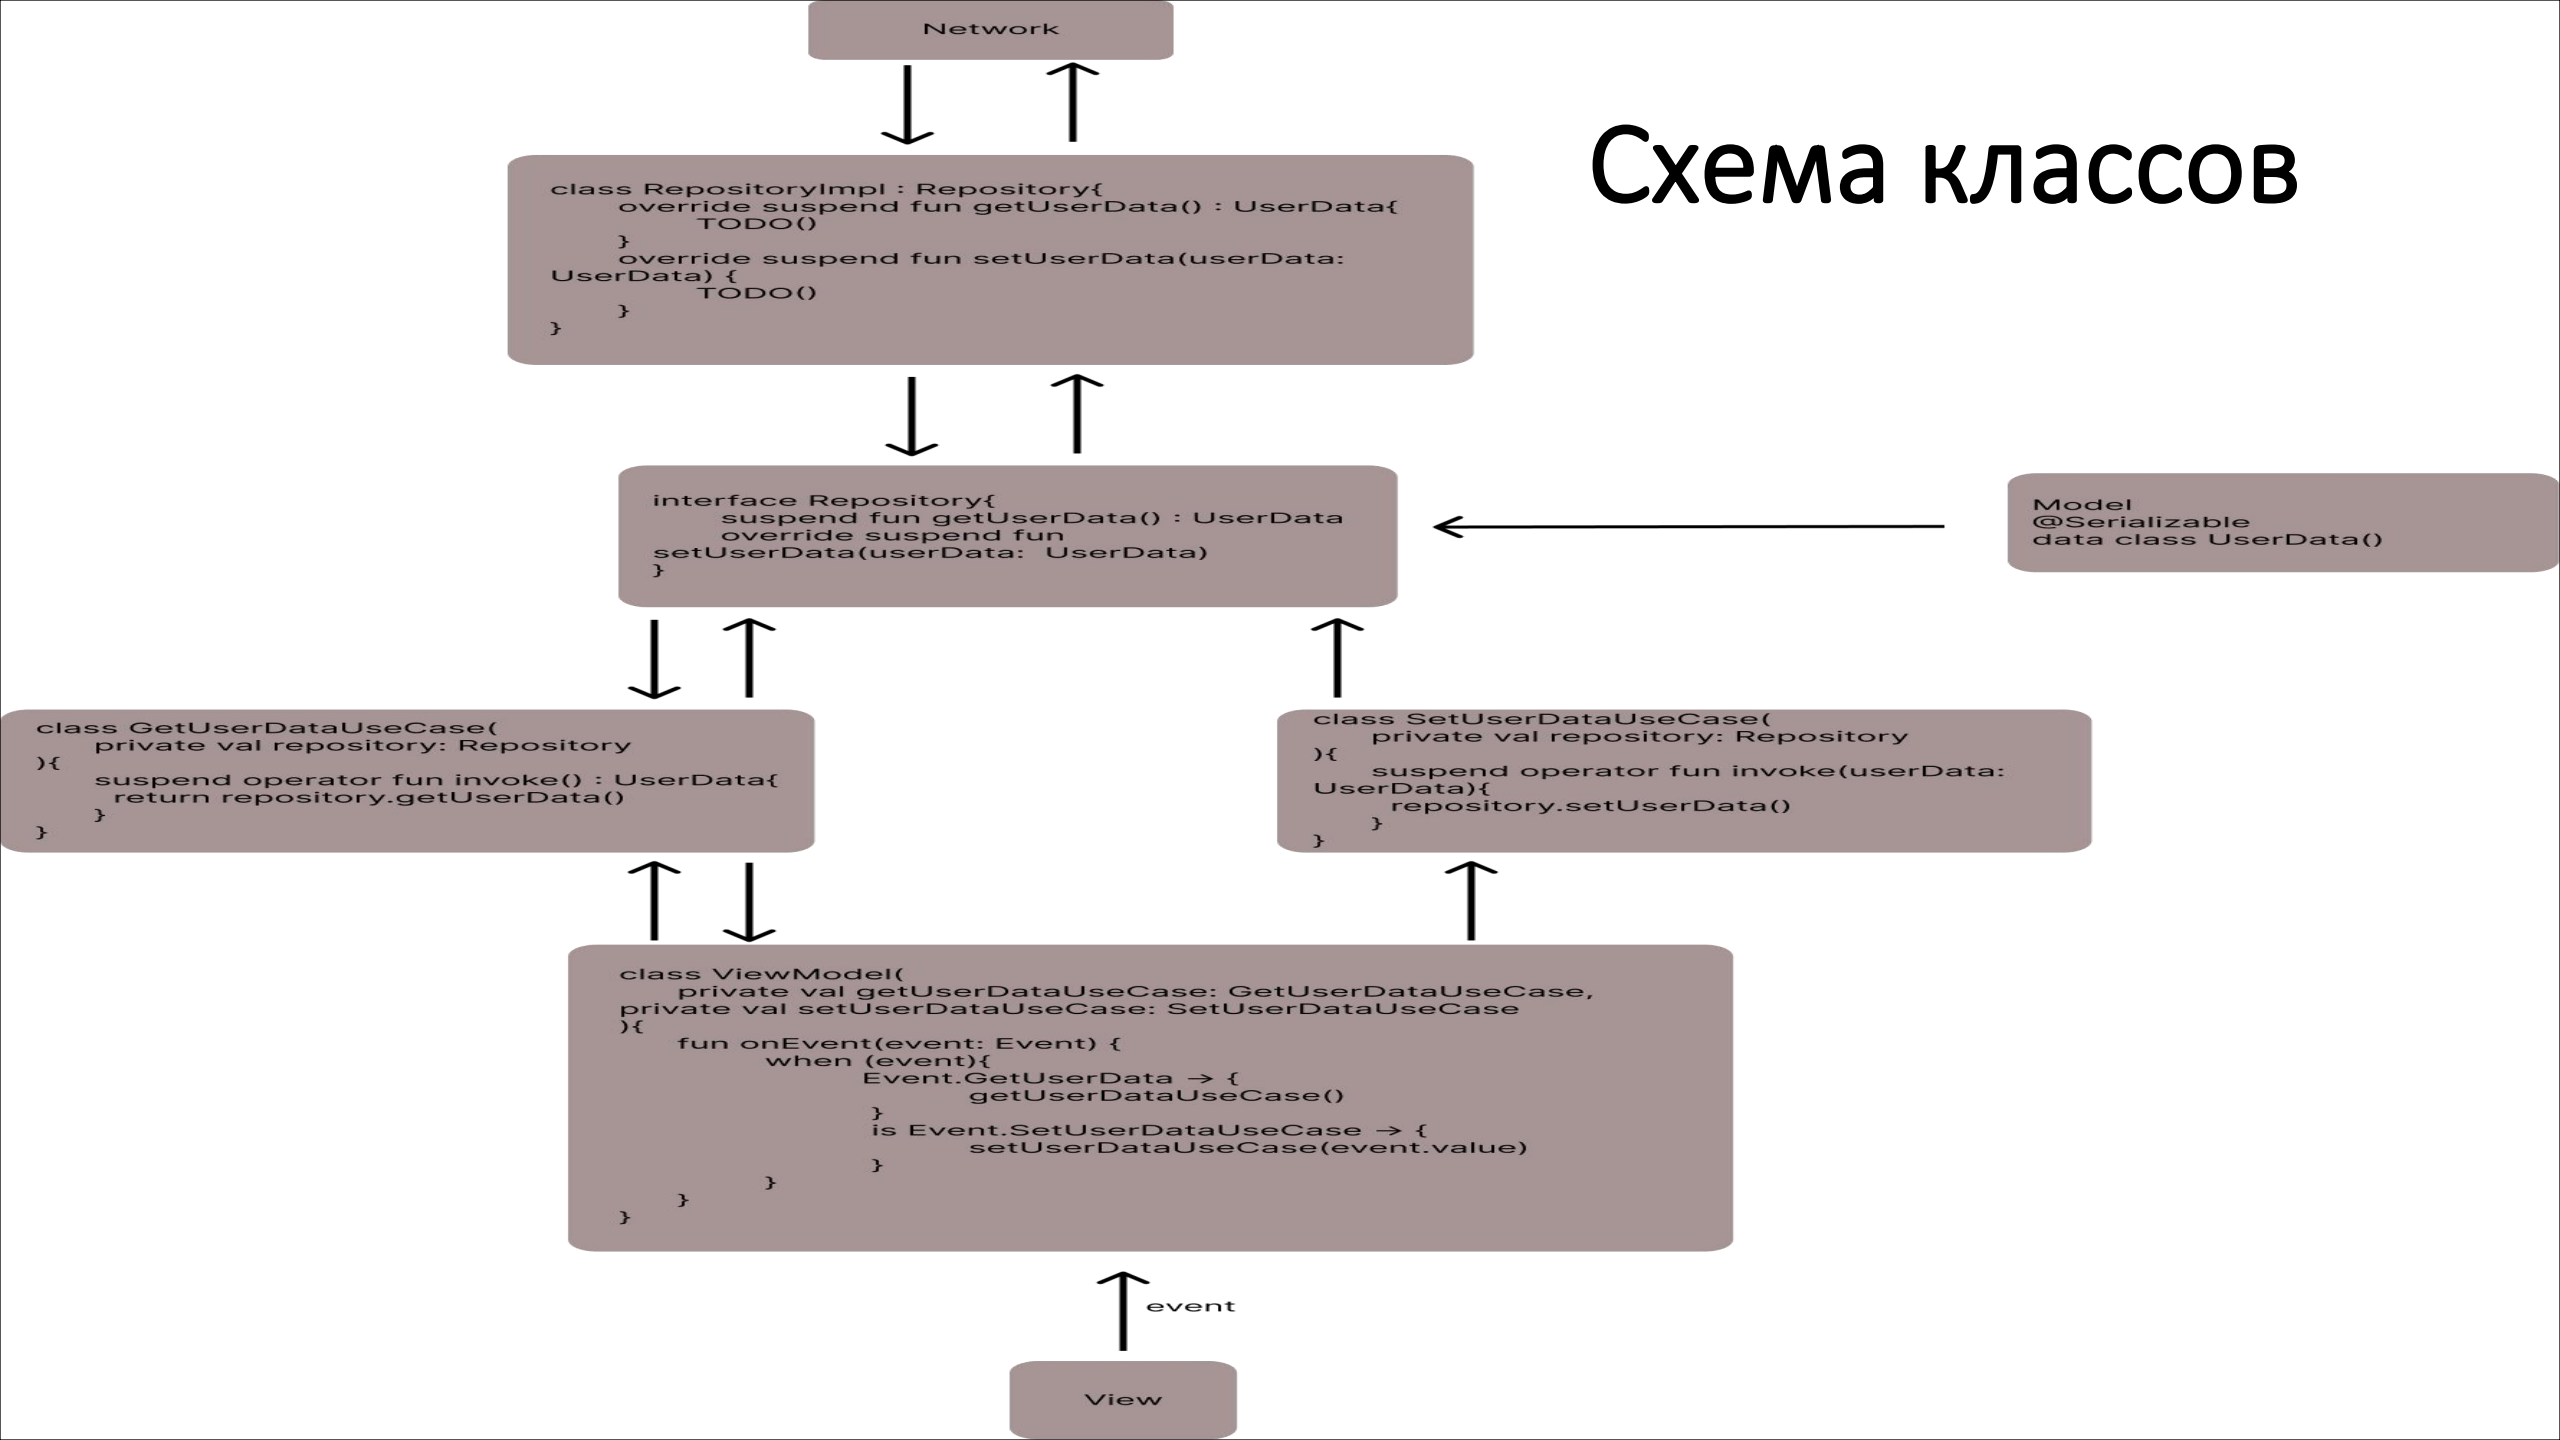 Network
Схема классов
class RepositoryImpl : Repository{
override suspend fun getUserData() : UserData{
TODO()
}
override suspend fun setUserData(userData:
UserData) {
TODO()
}
}
interface Repository{
suspend fun getUserData() : UserData
override suspend fun
setUserData(userData: UserData)
}
Model
@Serializable
data class UserData()
class GetUserDataUseCase(
private val repository: Repository
){
suspend operator fun invoke() : UserData{
return repository.getUserData()
}
}
class SetUserDataUseCase(
private val repository: Repository
){
suspend operator fun invoke(userData:
UserData){
repository.setUserData()
}
}
class ViewModel(
private val getUserDataUseCase: GetUserDataUseCase,
private val setUserDataUseCase: SetUserDataUseCase
){
fun onEvent(event: Event) {
when (event){
Event.GetUserData → {
getUserDataUseCase()
}
is Event.SetUserDataUseCase → {
setUserDataUseCase(event.value)
}
}
}
}
event
View